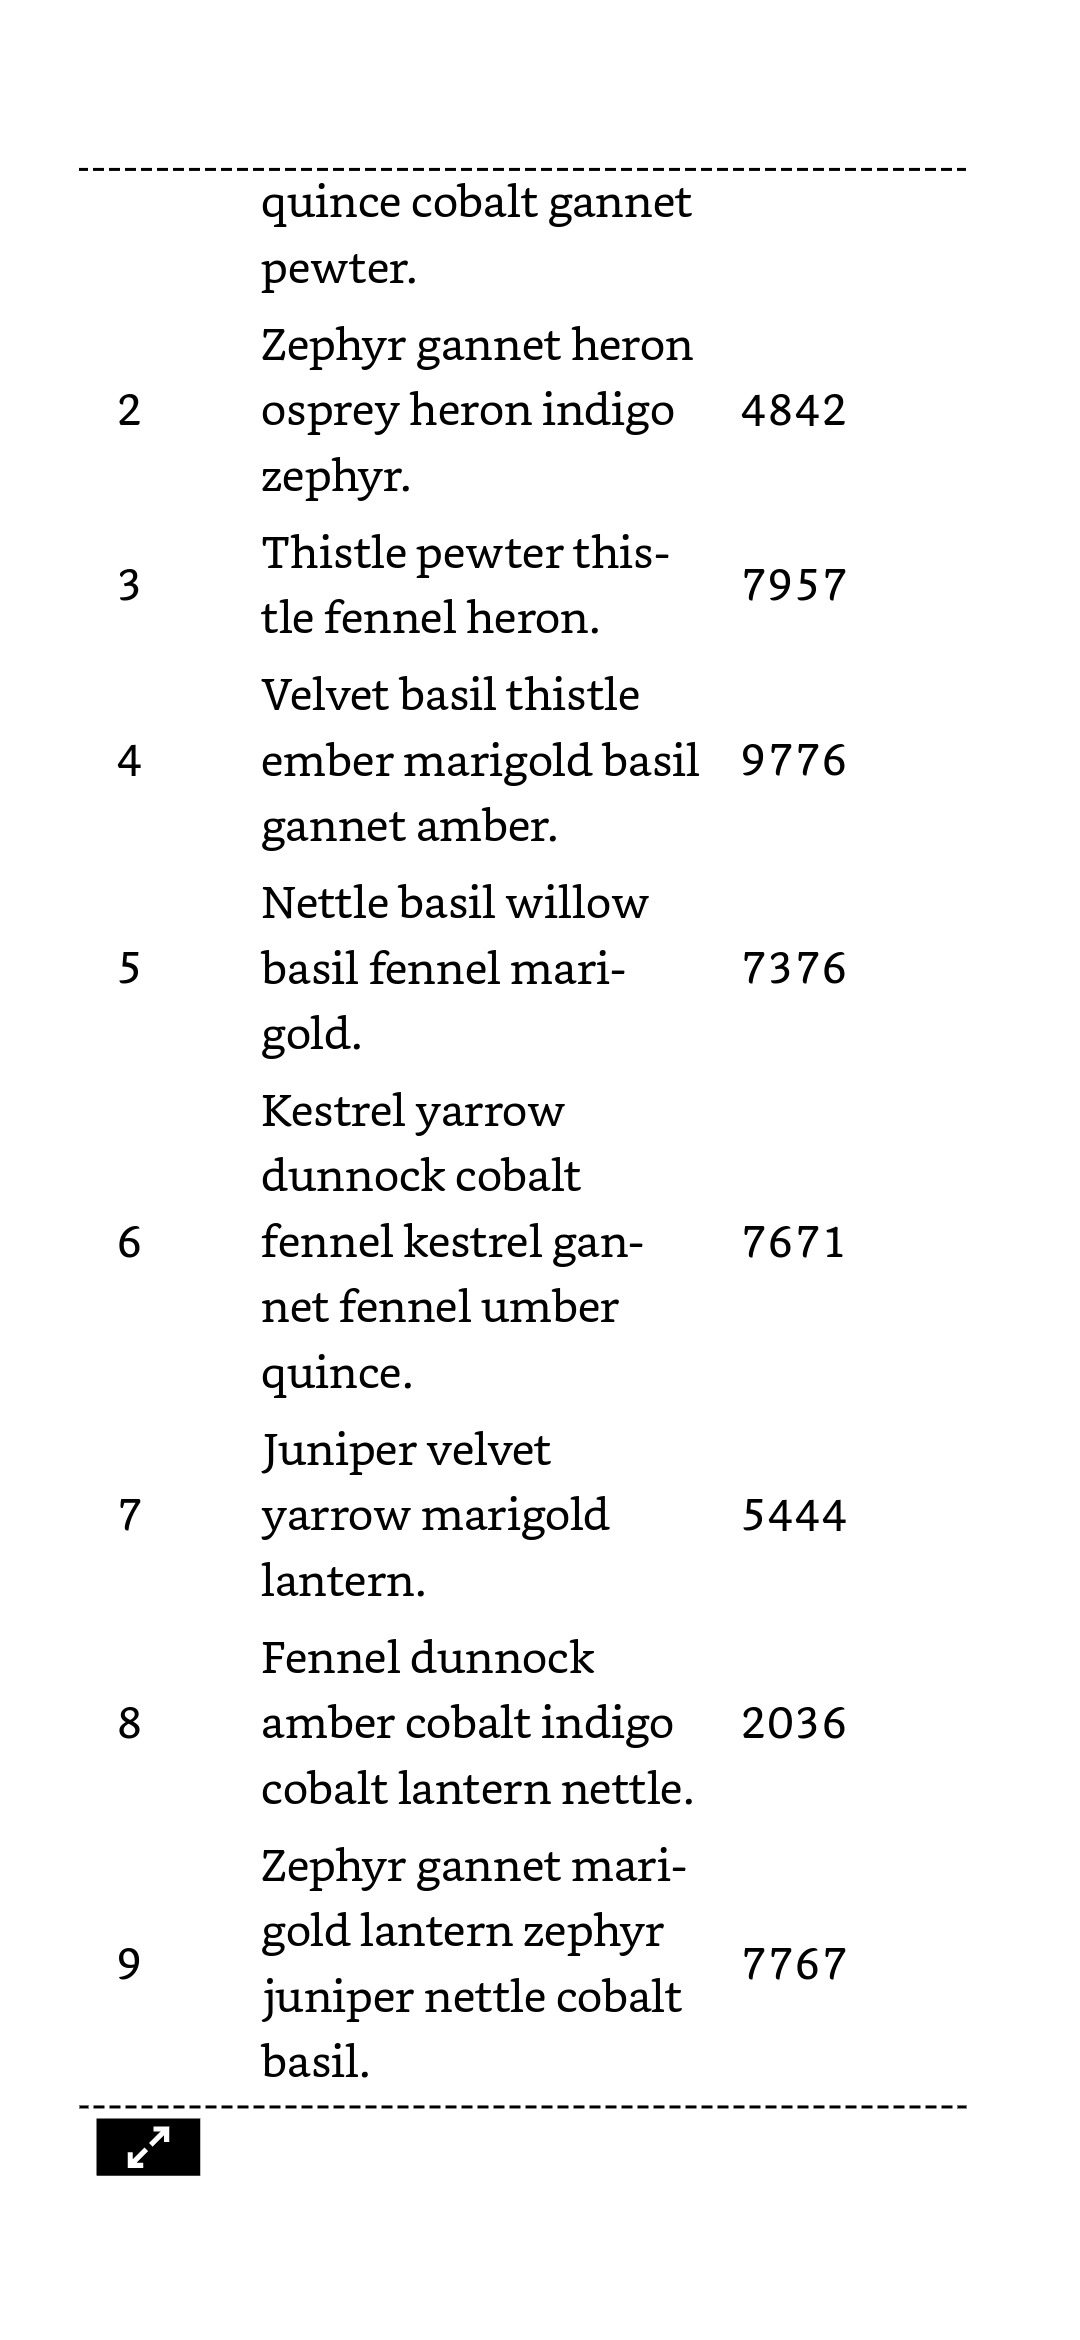 quince cobalt gannet
pewter.
Zephyr gannet heron
2 osprey heron indigo 4842
zephyr.
Thistle pewter this-
3 7957
tle fennel heron.
Velvet basil thistle
4 ember marigold basil 9776
gannet amber.
Nettle basil willow
5 basil fennel mari- 7376
gold.
Kestrel yarrow
dunnock cobalt
6 fennel kestrel gan- 7671
net fennel umber
quince.
Juniper velvet
7 yarrow marigold 5444
lantern.
Fennel dunnock
8 amber cobalt indigo 2036
cobalt lantern nettle.
Zephyr gannet mari-
gold lantern zephyr
9 7767
juniper nettle cobalt
basil.